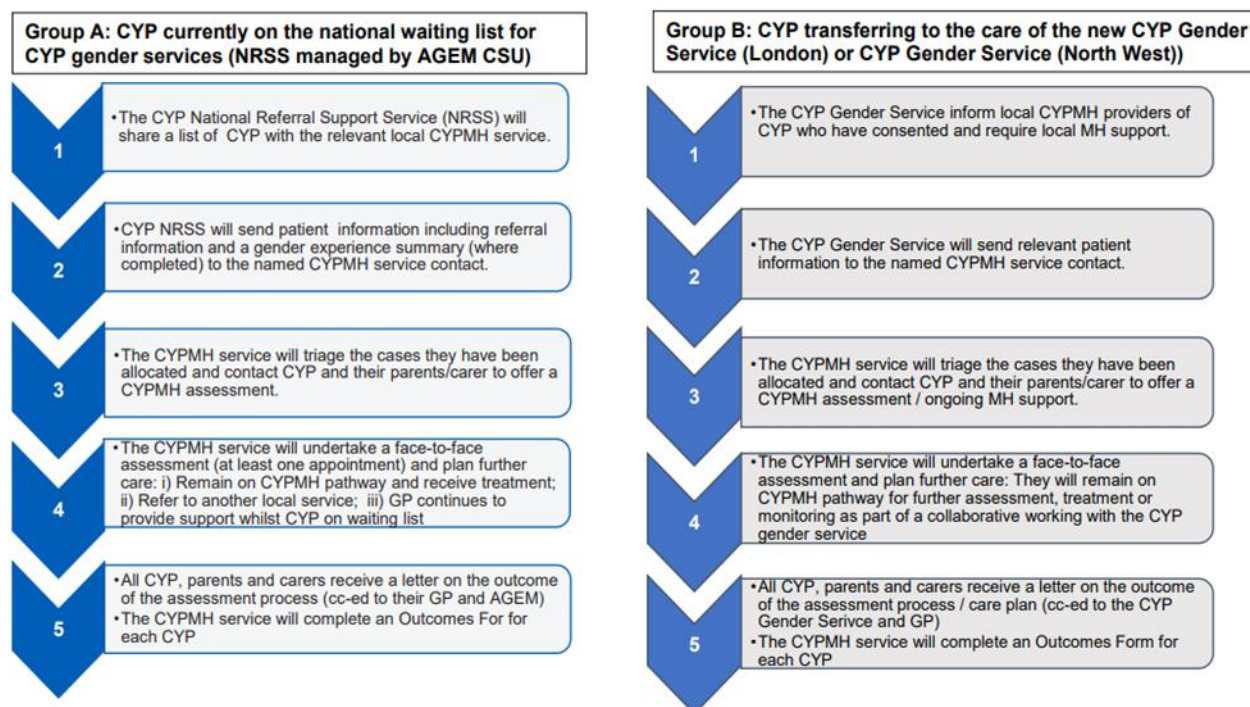 Group A: CYP currently on the national waiting list for
CYP gender services (NRSS managed by AGEM CSU)
1
•The CYP National Referral Support Service (NRSS) will
share a list of CYP with the relevant local CYPMH service.
2
•CYP NRSS will send patient information including referral
information and a gender experience summary (where
completed) to the named CYPMH service contact.
3
•The CYPMH service will triage the cases they have been
allocated and contact CYP and their parents/carer to offer a
CYPMH assessment.
4
•The CYPMH service will undertake a face-to-face
assessment (at least one appointment) and plan further
care: i) Remain on CYPMH pathway and receive treatment;
ii) Refer to another local service; iii) GP continues to
provide support whilst CYP on waiting list
5
•All CYP, parents and carers receive a letter on the outcome
of the assessment process (cc-ed to their GP and AGEM)
•The CYPMH service will complete an Outcomes For for
each CYP
Group B: CYP transferring to the care of the new CYP Gender
Service (London) or CYP Gender Service (North West))
1
•The CYP Gender Service inform local CYPMH providers of
CYP who have consented and require local MH support.
2
•The CYP Gender Service will send relevant patient
information to the named CYPMH service contact.
3
•The CYPMH service will triage the cases they have been
allocated and contact CYP and their parents/carer to offer a
CYPMH assessment / ongoing MH support.
4
•The CYPMH service will undertake a face-to-face
assessment and plan further care: They will remain on
CYPMH pathway for further assessment, treatment or
monitoring as part of a collaborative working with the CYP
gender service
5
•All CYP, parents and carers receive a letter on the outcome
of the assessment process / care plan (cc-ed to the CYP
Gender Serivce and GP)
•The CYPMH service will complete an Outcomes Form for
each CYP